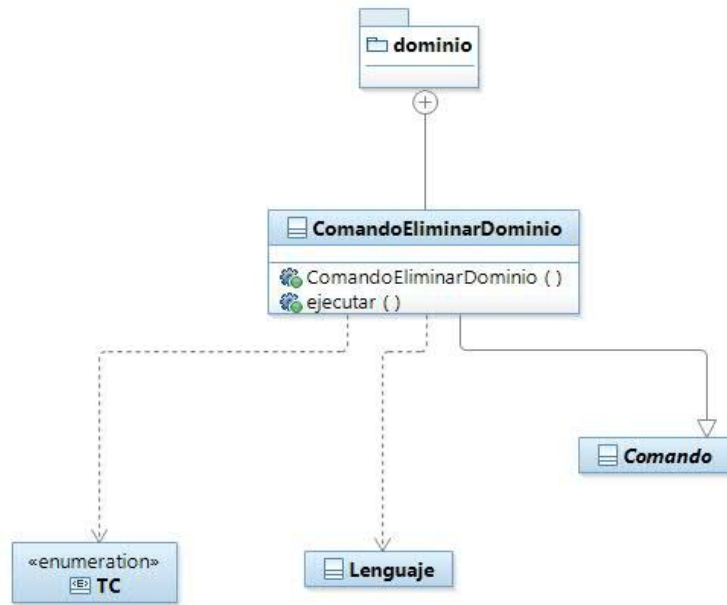 dominio
ComandoEliminarDominio
ComandoEliminarDominio ( )
ejecutar ( )
Comando
«enumeration»
TC
Lenguaje